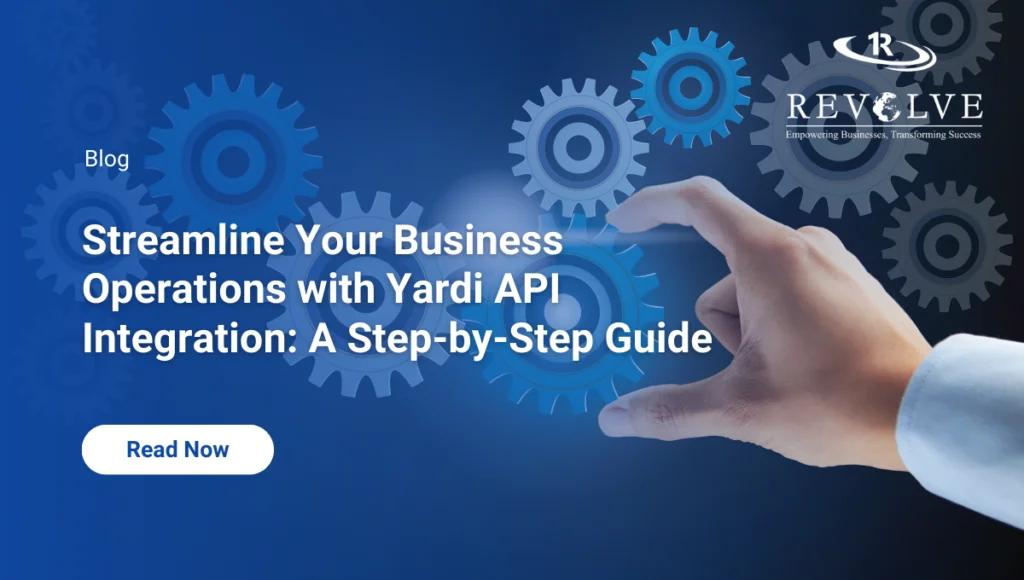 1R
REVOLVE
Empowering Businesses, Transforming Success
Blog
Streamline Your Business
Operations with Yardi API
Integration: A Step-by-Step Guide
Read Now